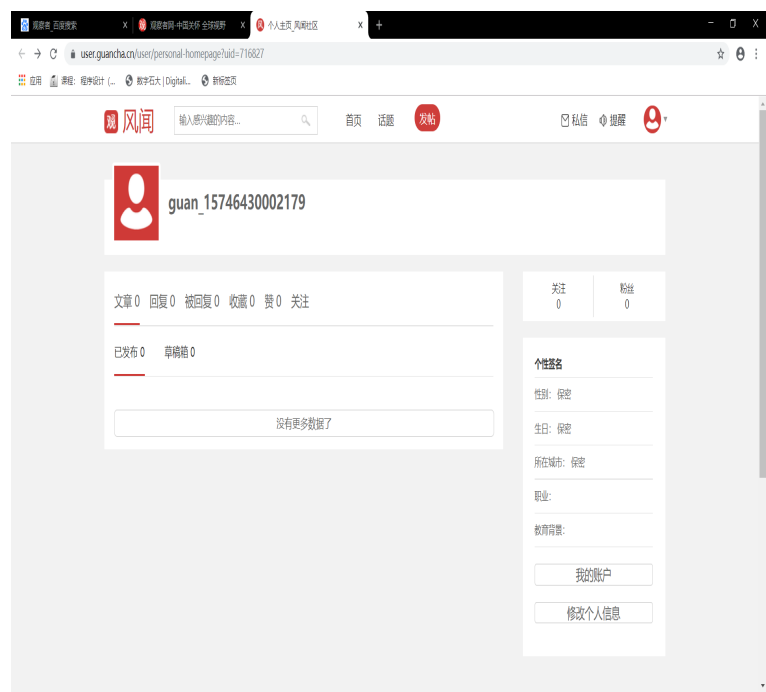 观察者_百度搜索
观察者网-中国关怀 全球视野
个人主页_风闻社区
user.guancha.cn/user/personal-homepage?uid=716827
应用 课程: 程序设计 (... 数字石大 | Digitali... 新标签页
观 风闻 输入感兴趣的内容... 首页 话题 发帖 私信 提醒
guan_15746430002179
文章 0 回复 0 被回复 0 收藏 0 赞 0 关注
已发布 0 草稿箱 0
没有更多数据了
关注 粉丝
0 0
个性签名
性别: 保密
生日: 保密
所在城市: 保密
职业:
教育背景:
我的账户
修改个人信息